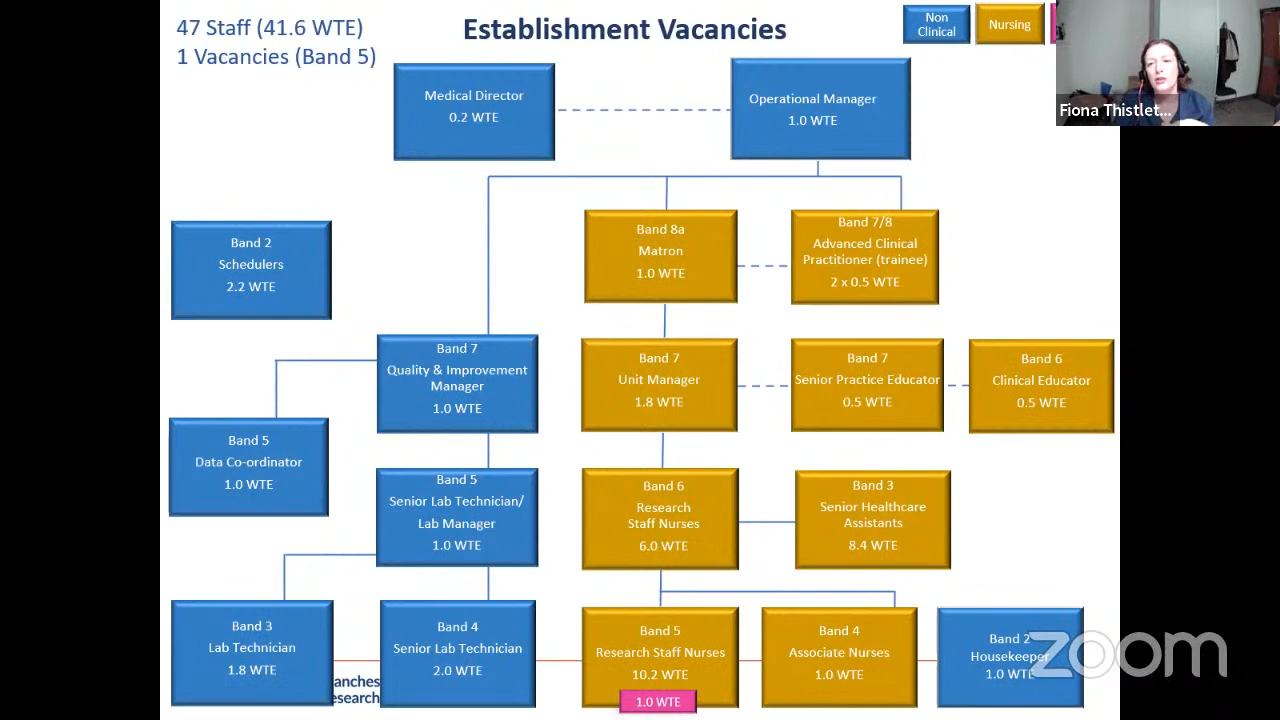 47 Staff (41.6 WTE)
1 Vacancies (Band 5)
Establishment Vacancies
Non
Clinical
Nursing
Fiona Thistlet...
Medical Director
0.2 WTE
Operational Manager
1.0 WTE
Band 2
Schedulers
2.2 WTE
Band 8a
Matron
1.0 WTE
Band 7/8
Advanced Clinical
Practitioner (trainee)
2 x 0.5 WTE
Band 7
Quality & Improvement
Manager
1.0 WTE
Band 7
Unit Manager
1.8 WTE
Band 7
Senior Practice Educator
0.5 WTE
Band 6
Clinical Educator
0.5 WTE
Band 5
Data Co-ordinator
1.0 WTE
Band 5
Senior Lab Technician/
Lab Manager
1.0 WTE
Band 6
Research
Staff Nurses
6.0 WTE
Band 3
Senior Healthcare
Assistants
8.4 WTE
Band 3
Lab Technician
1.8 WTE
Band 4
Senior Lab Technician
2.0 WTE
Band 5
Research Staff Nurses
10.2 WTE
1.0 WTE
Band 4
Associate Nurses
1.0 WTE
Band 2
Housekeeper
1.0 WTE
zoom